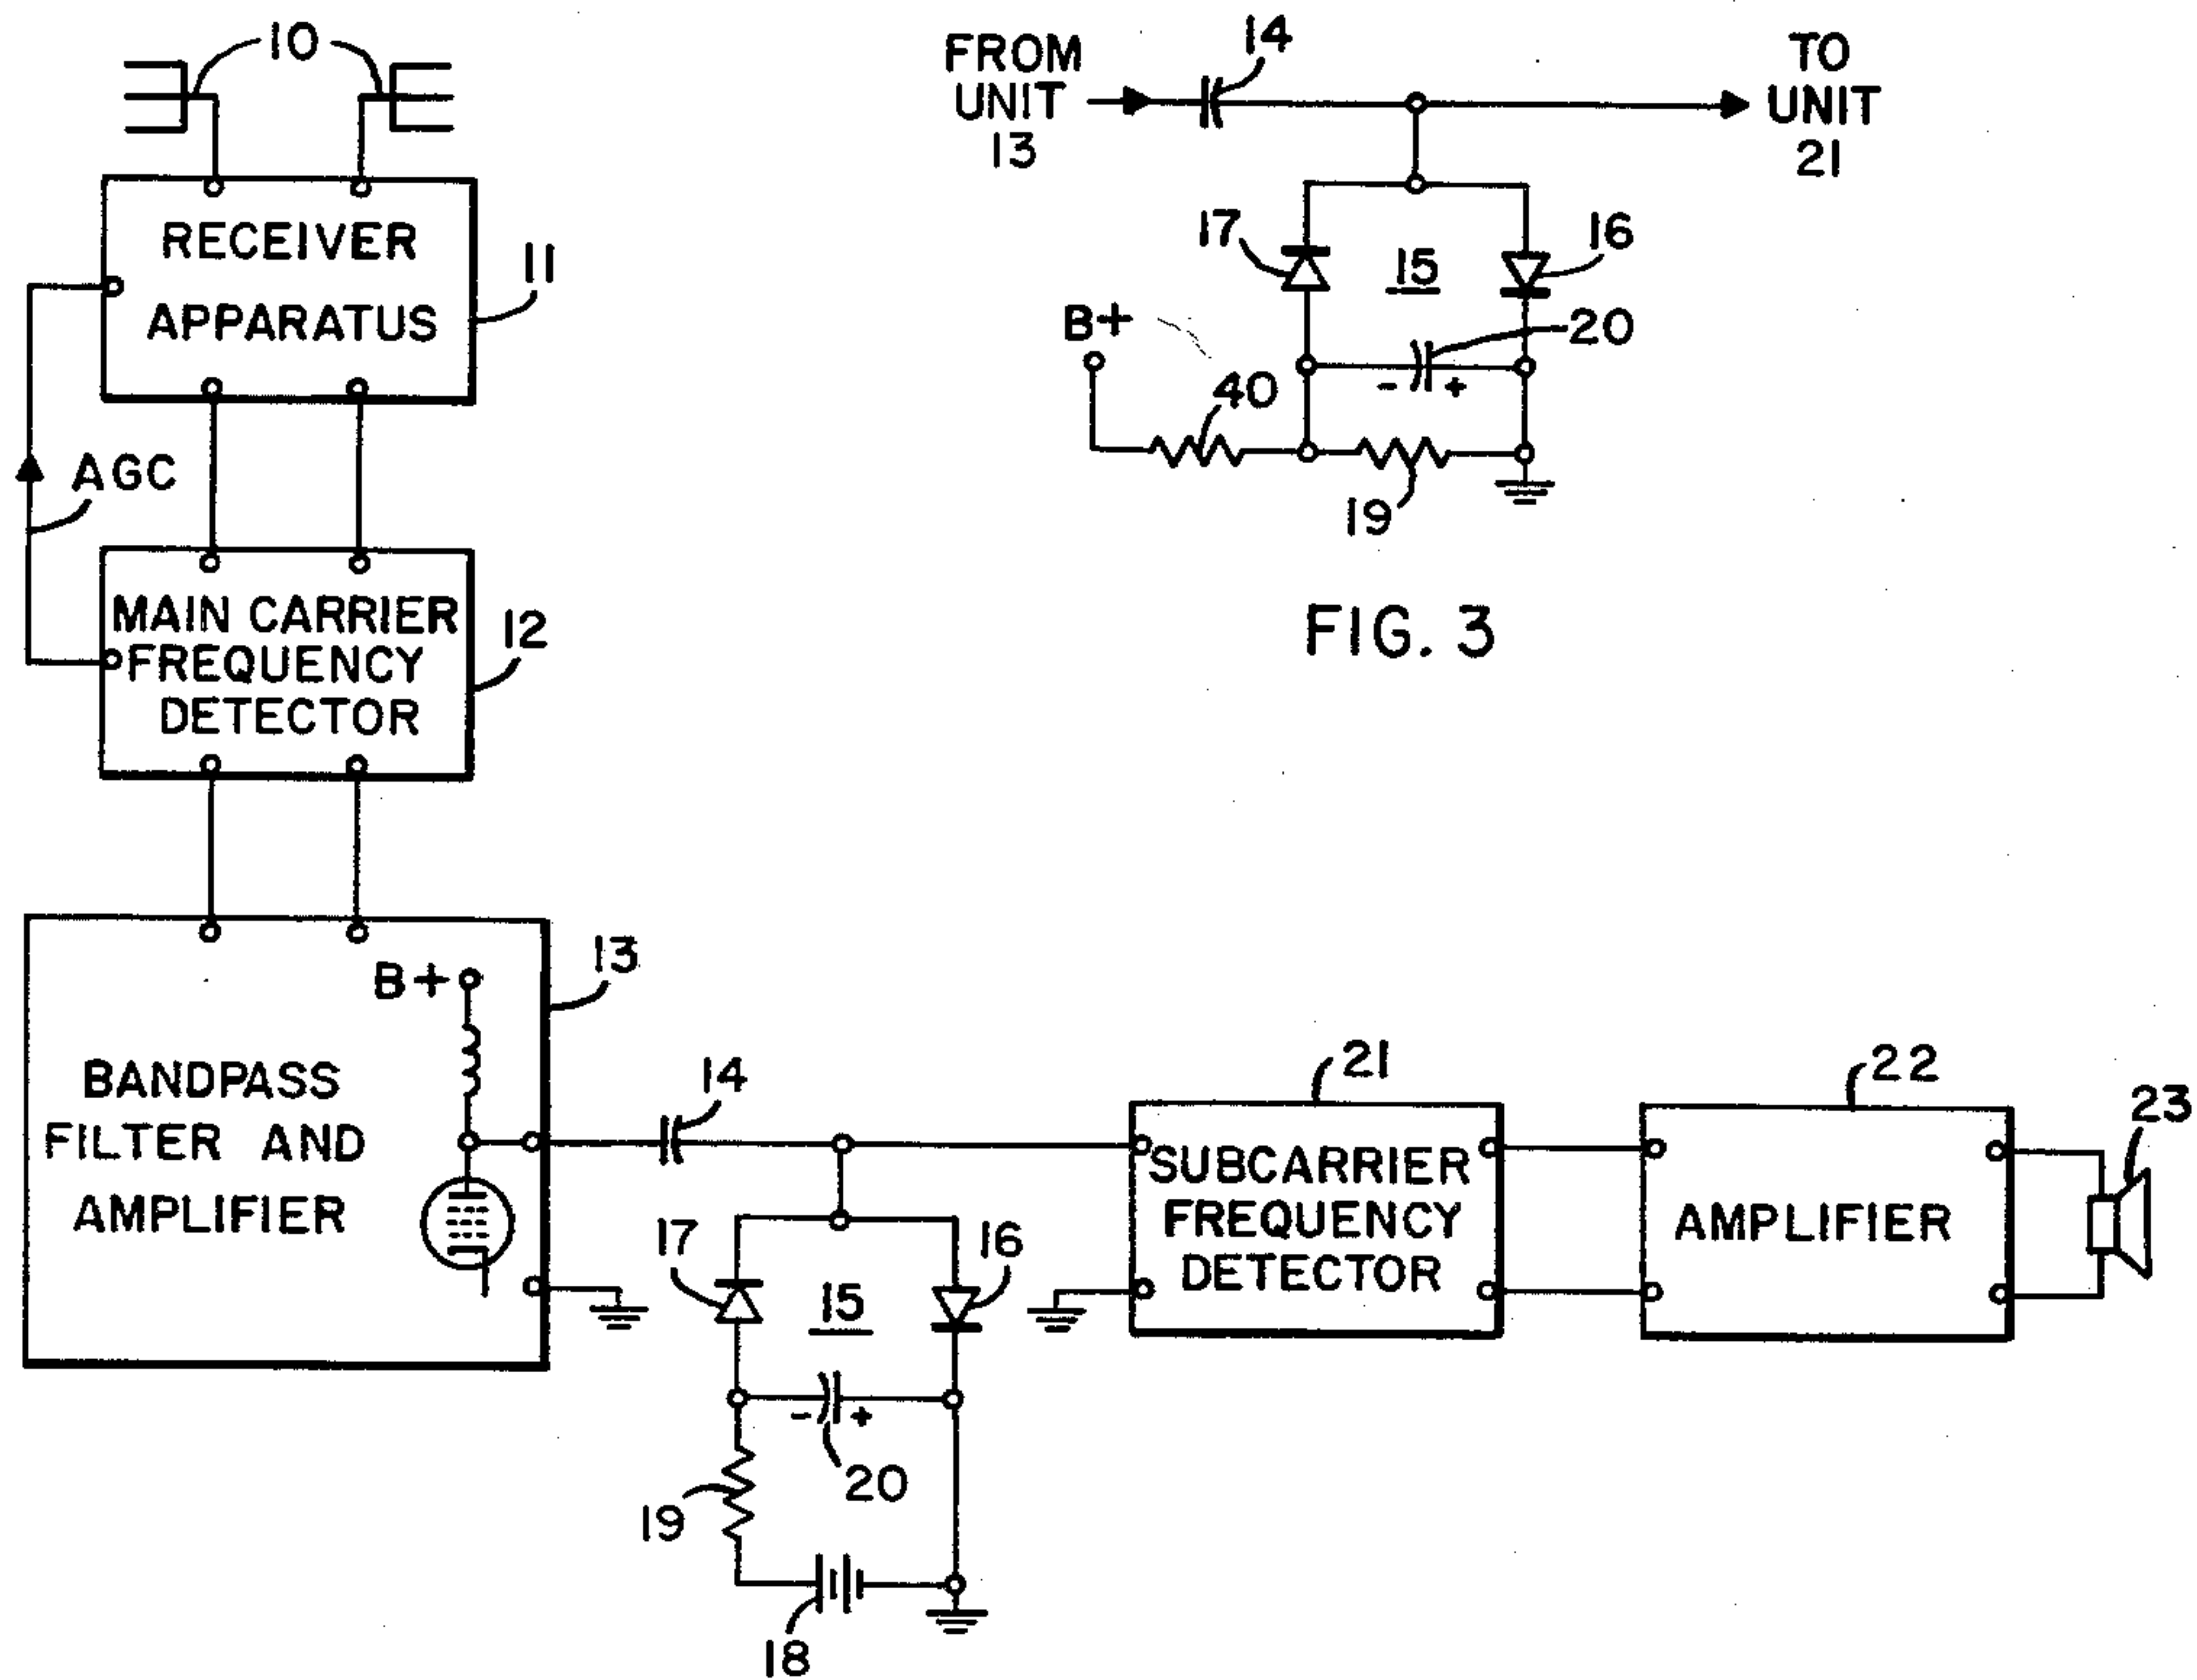 10
RECEIVER
APPARATUS
11
AGC
MAIN CARRIER
FREQUENCY
DETECTOR
12
FROM
UNIT
13
14
TO
UNIT
21
17
15
16
B+
20
- +
40
19
FIG. 3
B+
13
BANDPASS
FILTER AND
AMPLIFIER
14
17
15
16
- +
20
19
18
21
SUBCARRIER
FREQUENCY
DETECTOR
22
AMPLIFIER
23